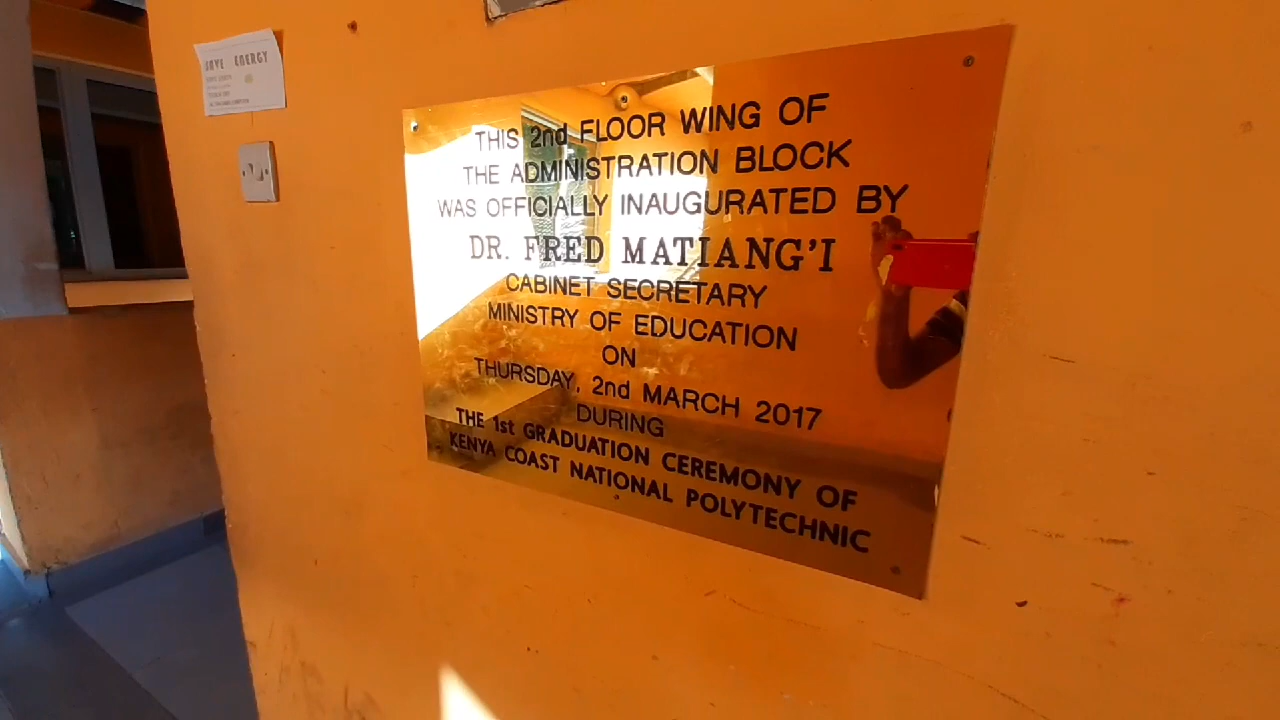 SAVE ENERGY
THIS 2nd FLOOR WING OF
THE ADMINISTRATION BLOCK
WAS OFFICIALLY INAUGURATED BY
DR. FRED MATIANG'I
CABINET SECRETARY
MINISTRY OF EDUCATION
ON
THURSDAY, 2nd MARCH 2017
DURING
THE 1st GRADUATION CEREMONY OF
KENYA COAST NATIONAL POLYTECHNIC